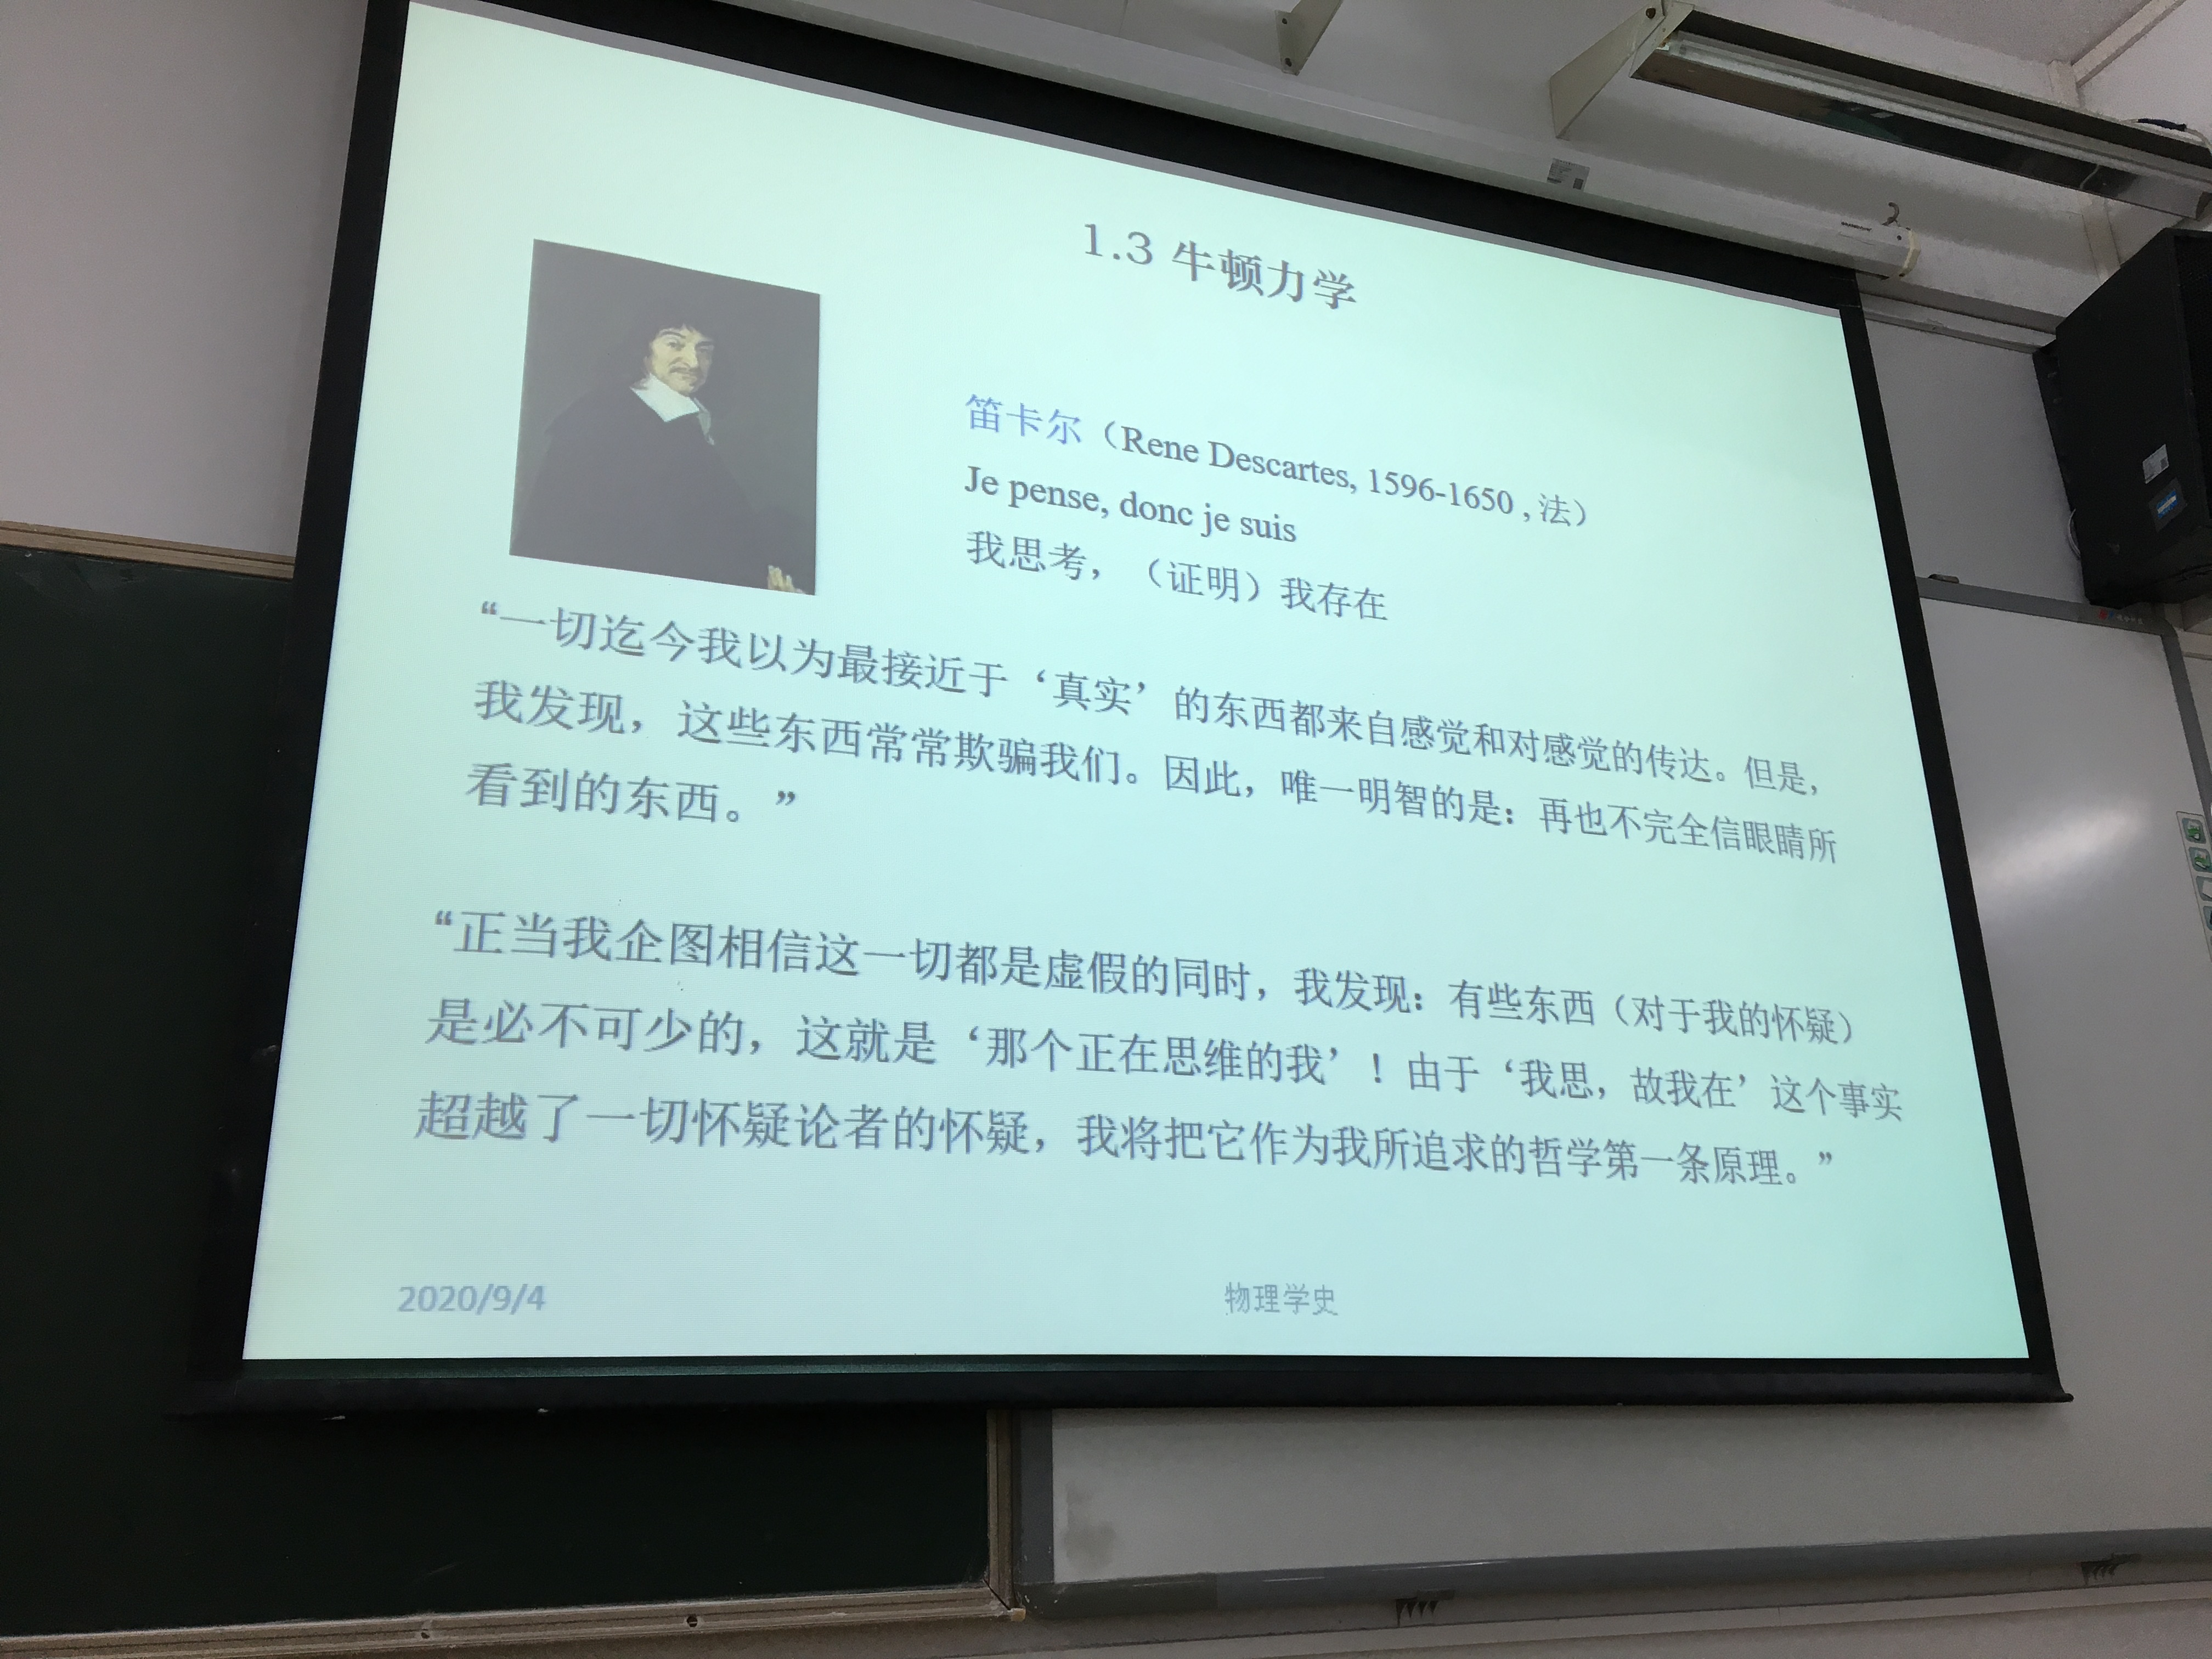 1.3 牛顿力学
笛卡尔（Rene Descartes, 1596-1650 , 法）
Je pense, donc je suis
我思考，（证明）我存在
“一切迄今我以为最接近于‘真实’的东西都来自感觉和对感觉的传达。但是，
我发现，这些东西常常欺骗我们。因此，唯一明智的是：再也不完全信眼睛所
看到的东西。”
“正当我企图相信这一切都是虚假的同时，我发现：有些东西（对于我的怀疑）
是必不可少的，这就是‘那个正在思维的我’！由于‘我思，故我在’这个事实
超越了一切怀疑论者的怀疑，我将把它作为我所追求的哲学第一条原理。”
2020/9/4
物理学史